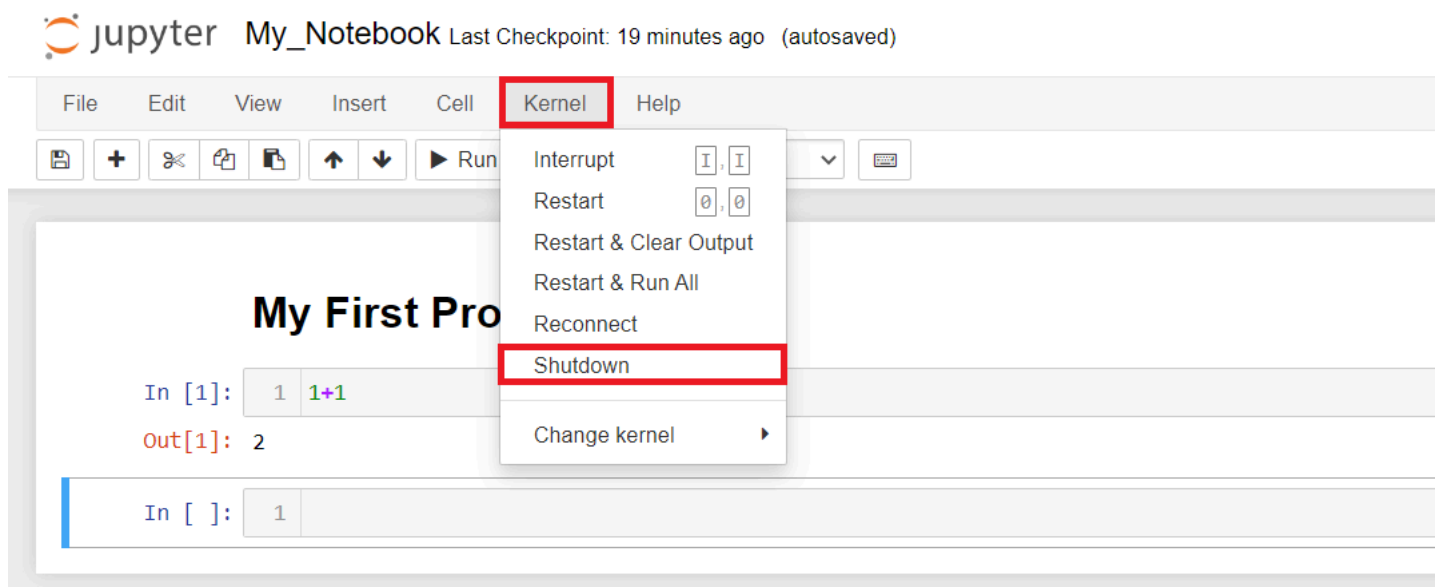 jupyter My_Notebook Last Checkpoint: 19 minutes ago (autosaved)
File Edit View Insert Cell Kernel Help
Run
Interrupt I,I
Restart 0,0
Restart & Clear Output
Restart & Run All
Reconnect
Shutdown
Change kernel
My First Pro
In [1]: 1 1+1
Out[1]: 2
In [ ]: 1